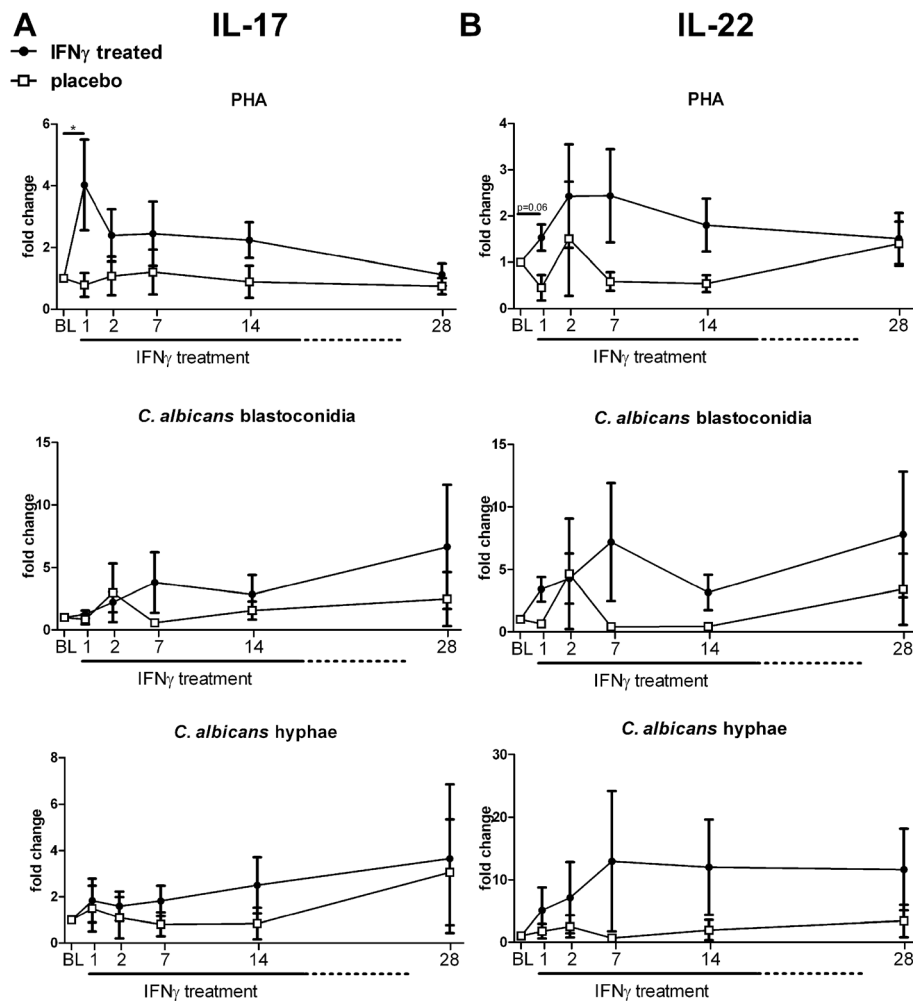 A IL-17 B IL-22
IFNγ treated
placebo
PHA
PHA
fold change
6
4
2
0
*
BL 1 2 7 14 28
IFNγ treatment
fold change
4
3
2
1
0
p=0.06
BL 1 2 7 14 28
IFNγ treatment
C. albicans blastoconidia
C. albicans blastoconidia
fold change
15
10
5
0
BL 1 2 7 14 28
IFNγ treatment
fold change
15
10
5
0
BL 1 2 7 14 28
IFNγ treatment
C. albicans hyphae
C. albicans hyphae
fold change
8
6
4
2
0
BL 1 2 7 14 28
IFNγ treatment
fold change
30
20
10
0
BL 1 2 7 14 28
IFNγ treatment